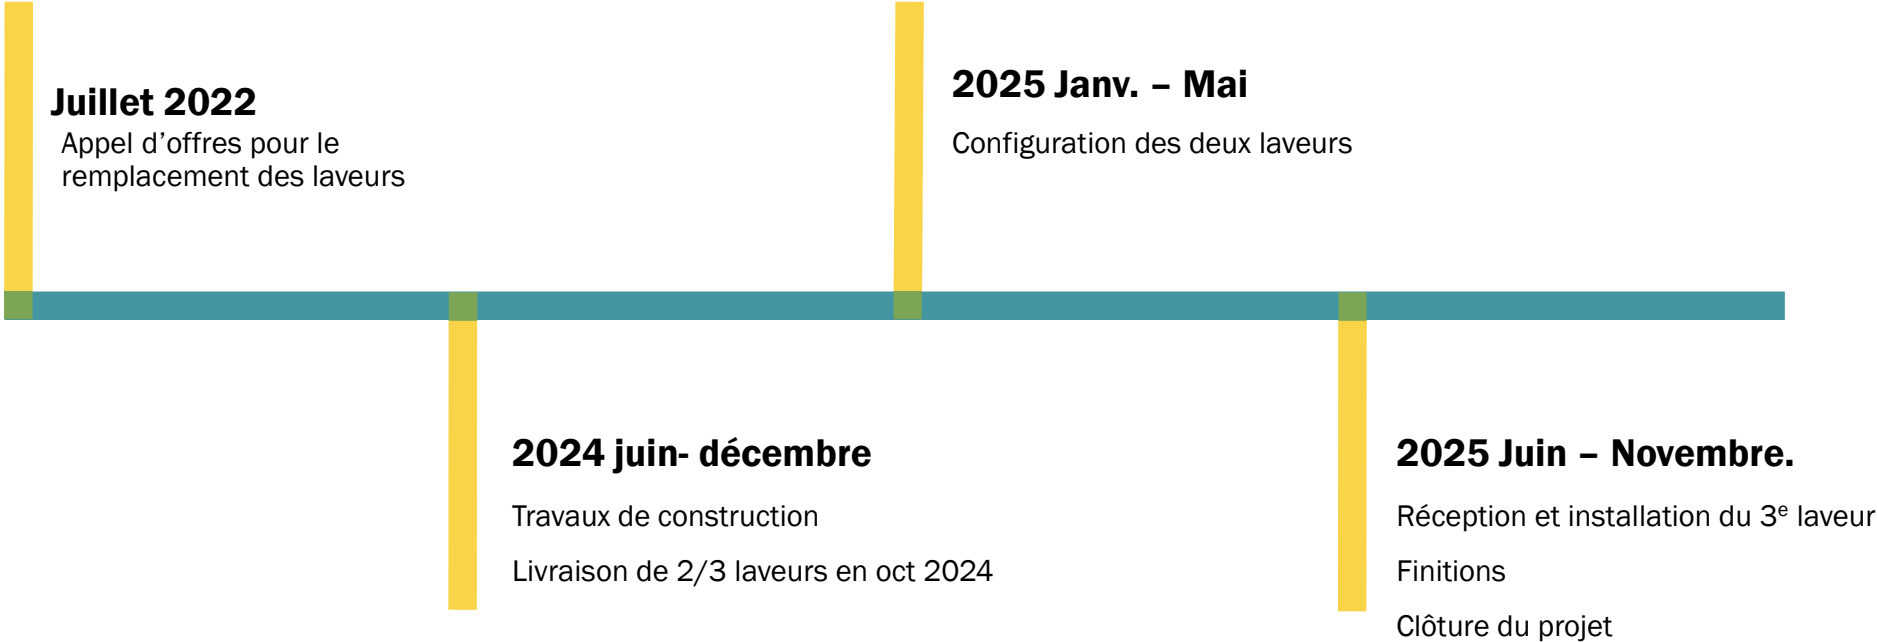 Juillet 2022
Appel d’offres pour le
remplacement des laveurs
2024 juin- décembre
Travaux de construction
Livraison de 2/3 laveurs en oct 2024
2025 Janv. – Mai
Configuration des deux laveurs
2025 Juin – Novembre.
Réception et installation du 3ᵉ laveur
Finitions
Clôture du projet